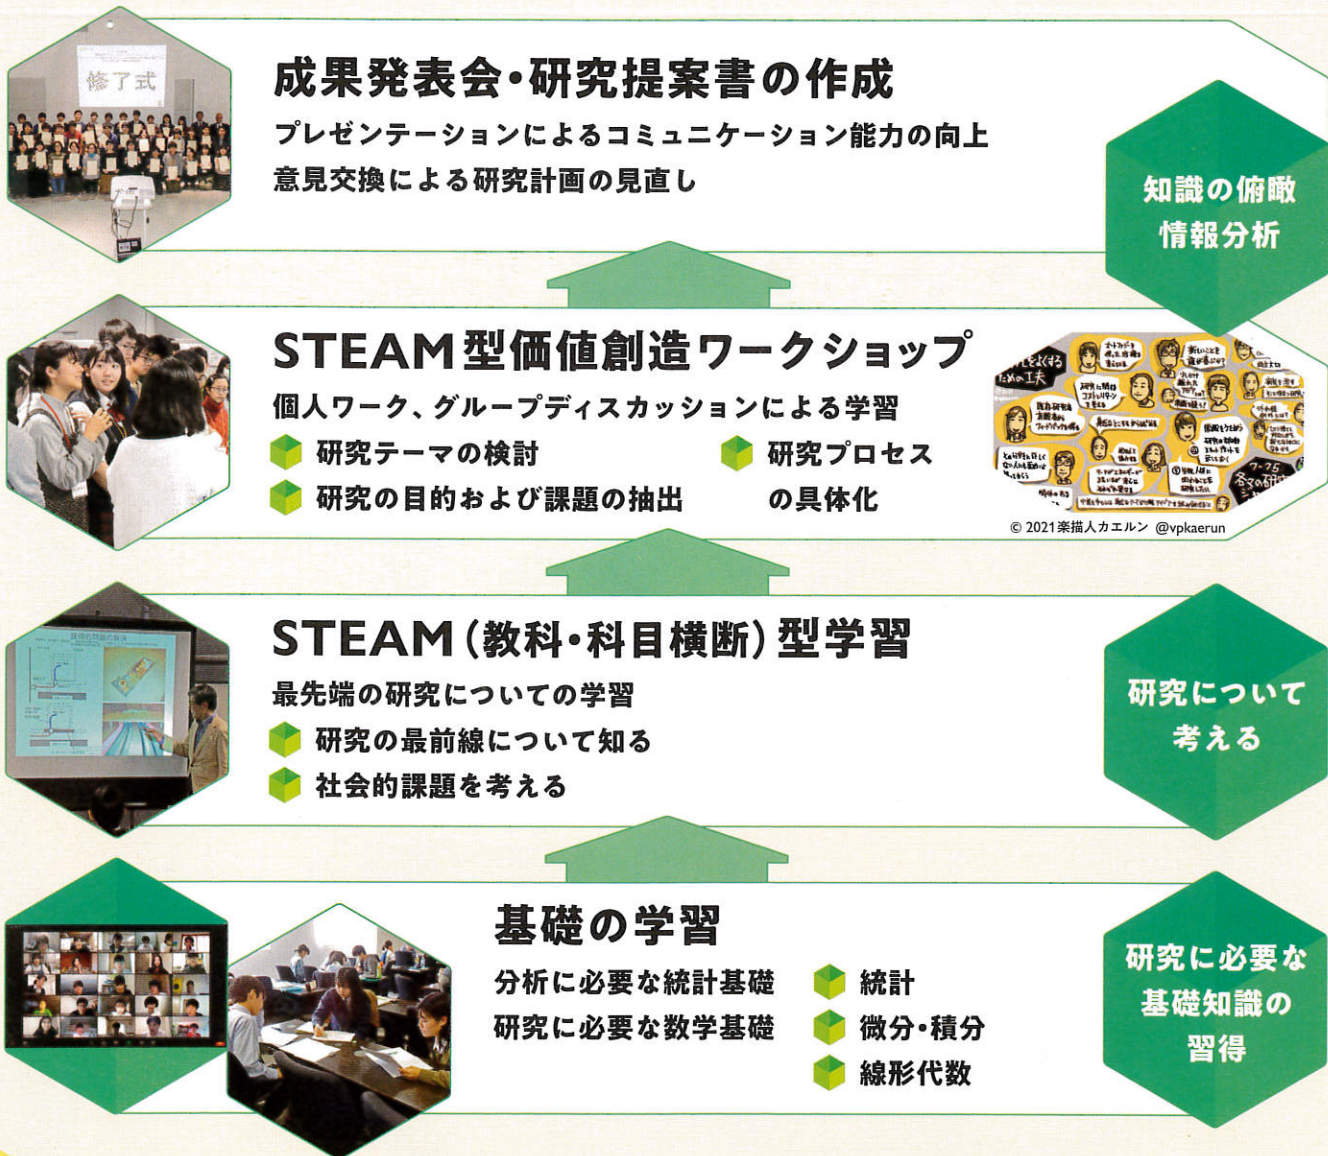 修了式
成果発表会・研究提案書の作成
プレゼンテーションによるコミュニケーション能力の向上
意見交換による研究計画の見直し
知識の俯瞰
情報分析
STEAM型価値創造ワークショップ
個人ワーク、グループディスカッションによる学習
研究テーマの検討
研究の目的および課題の抽出
研究プロセス
の具体化
© 2021楽描人カエルン @vpkaerun
STEAM(教科・科目横断)型学習
最先端の研究についての学習
研究の最前線について知る
社会的課題を考える
研究について
考える
基礎の学習
分析に必要な統計基礎
研究に必要な数学基礎
統計
微分・積分
線形代数
研究に必要な
基礎知識の
習得